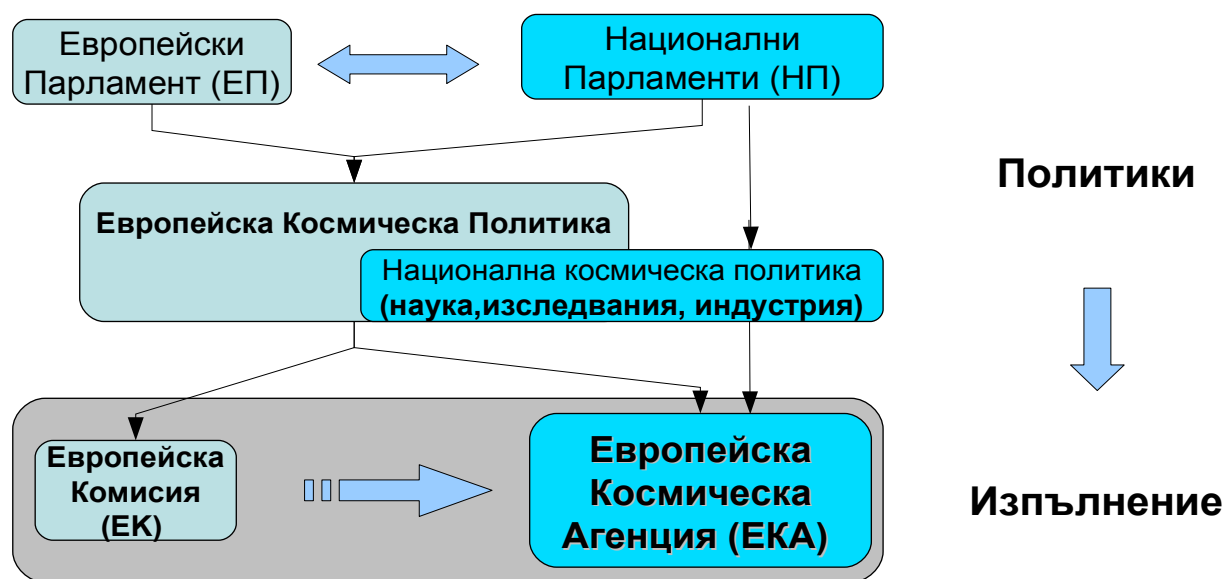 Европейски
Парламент (ЕП)
Национални
Парламенти (НП)
Политики
Европейска Космическа Политика
Национална космическа политика
(наука,изследвания, индустрия)
Европейска
Комисия
(ЕК)
Европейска
Космическа
Агенция (ЕКА)
Изпълнение